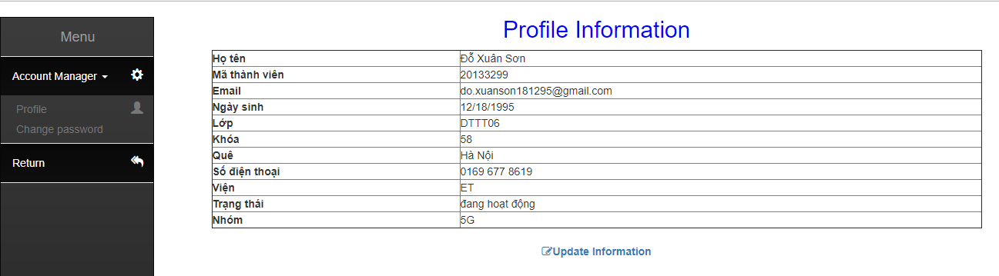 Menu
Account Manager
Profile
Change password
Return
Profile Information
Họ tên Đỗ Xuân Sơn
Mã thành viên 20133299
Email do.xuanson181295@gmail.com
Ngày sinh 12/18/1995
Lớp DTTT06
Khóa 58
Quê Hà Nội
Số điện thoại 0169 677 8619
Viện ET
Trạng thái đang hoạt động
Nhóm 5G
Update Information